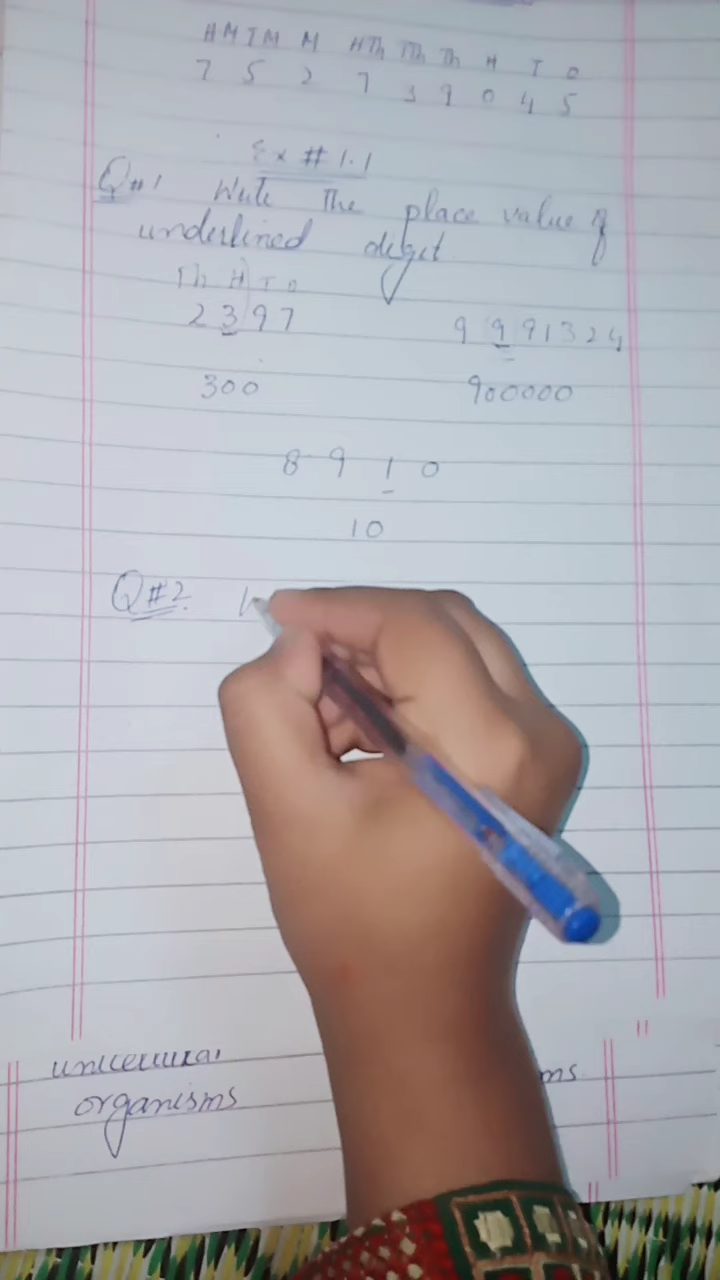 HM TM M HTh TTh Th H T O
7 5 2 7 3 9 0 4 5
Ex # 1.1
Q#1 Write The place value of
underlined digit
Th H T O
2 3 9 7 9 9 9 1 3 2 4
300 900000
8 9 1 0
10
Q#2.
organisms ms